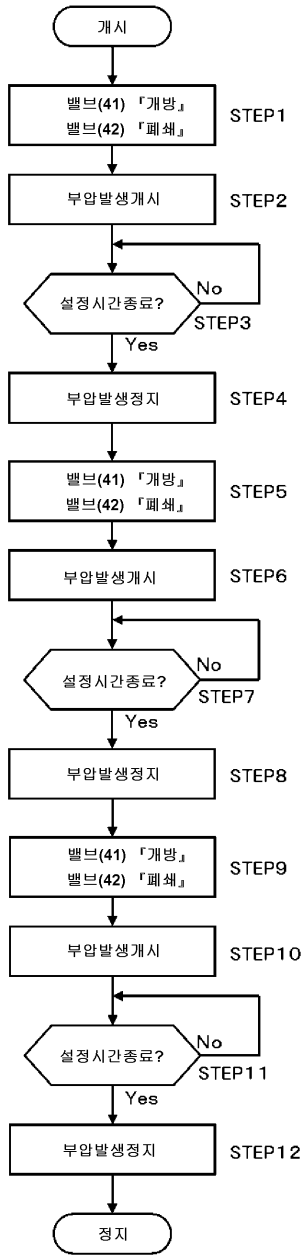 개시
밸브(41) 『개방』
밸브(42) 『폐쇄』
STEP1
부압발생개시
STEP2
설정시간종료?
No
STEP3
Yes
부압발생정지
STEP4
밸브(41) 『개방』
밸브(42) 『폐쇄』
STEP5
부압발생개시
STEP6
설정시간종료?
No
STEP7
Yes
부압발생정지
STEP8
밸브(41) 『개방』
밸브(42) 『폐쇄』
STEP9
부압발생개시
STEP10
설정시간종료?
No
STEP11
Yes
부압발생정지
STEP12
정지